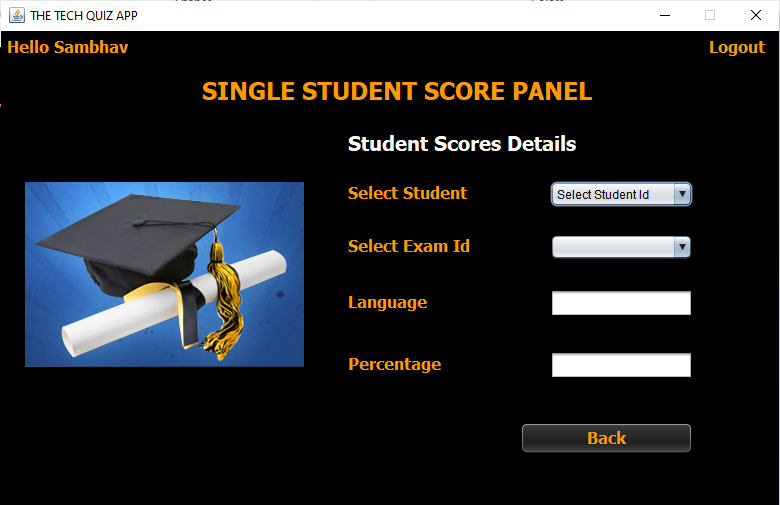 THE TECH QUIZ APP
Hello Sambhav
Logout
SINGLE STUDENT SCORE PANEL
Student Scores Details
Select Student
Select Student Id
Select Exam Id
Language
Percentage
Back